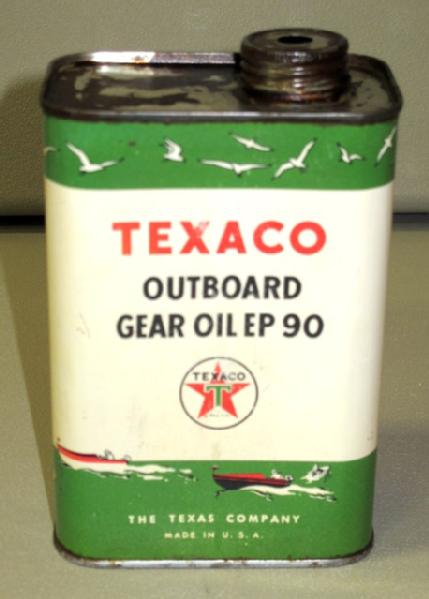 TEXACO
OUTBOARD
GEAR OIL EP 90
TEXACO
T
THE TEXAS COMPANY
MADE IN U.S.A.